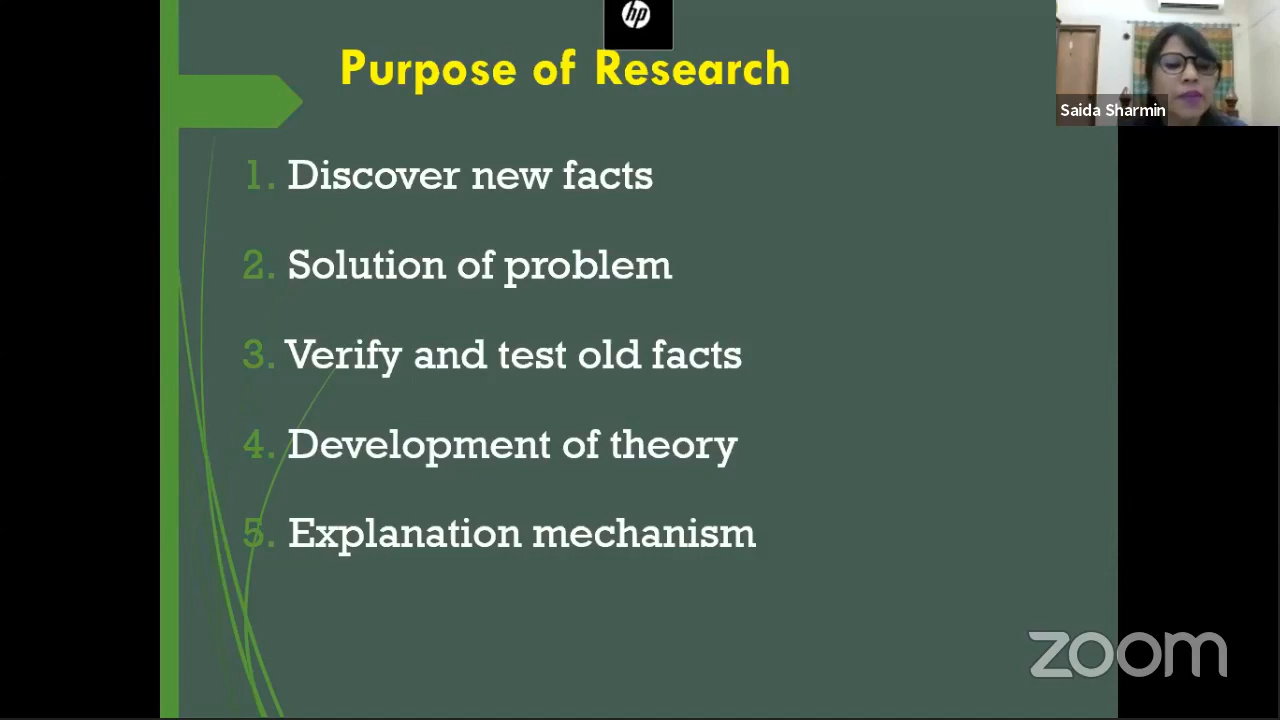 hp
Purpose of Research
Saida Sharmin
1. Discover new facts
2. Solution of problem
3. Verify and test old facts
4. Development of theory
5. Explanation mechanism
zoom